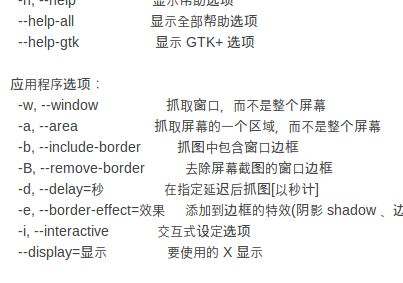 -h, --help 显示帮助选项
--help-all 显示全部帮助选项
--help-gtk 显示 GTK+ 选项
应用程序选项：
-w, --window 抓取窗口，而不是整个屏幕
-a, --area 抓取屏幕的一个区域，而不是整个屏幕
-b, --include-border 抓图中包含窗口边框
-B, --remove-border 去除屏幕截图的窗口边框
-d, --delay=秒 在指定延迟后抓图[以秒计]
-e, --border-effect=效果 添加到边框的特效(阴影 shadow 、边
-i, --interactive 交互式设定选项
--display=显示 要使用的 X 显示